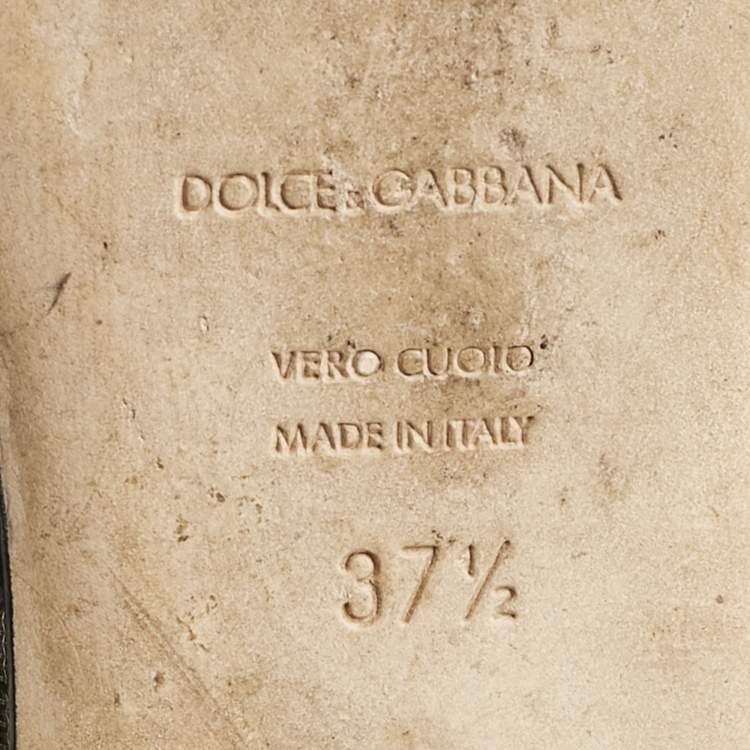 DOLCE & GABBANA
VERO CUOIO
MADE IN ITALY
37½